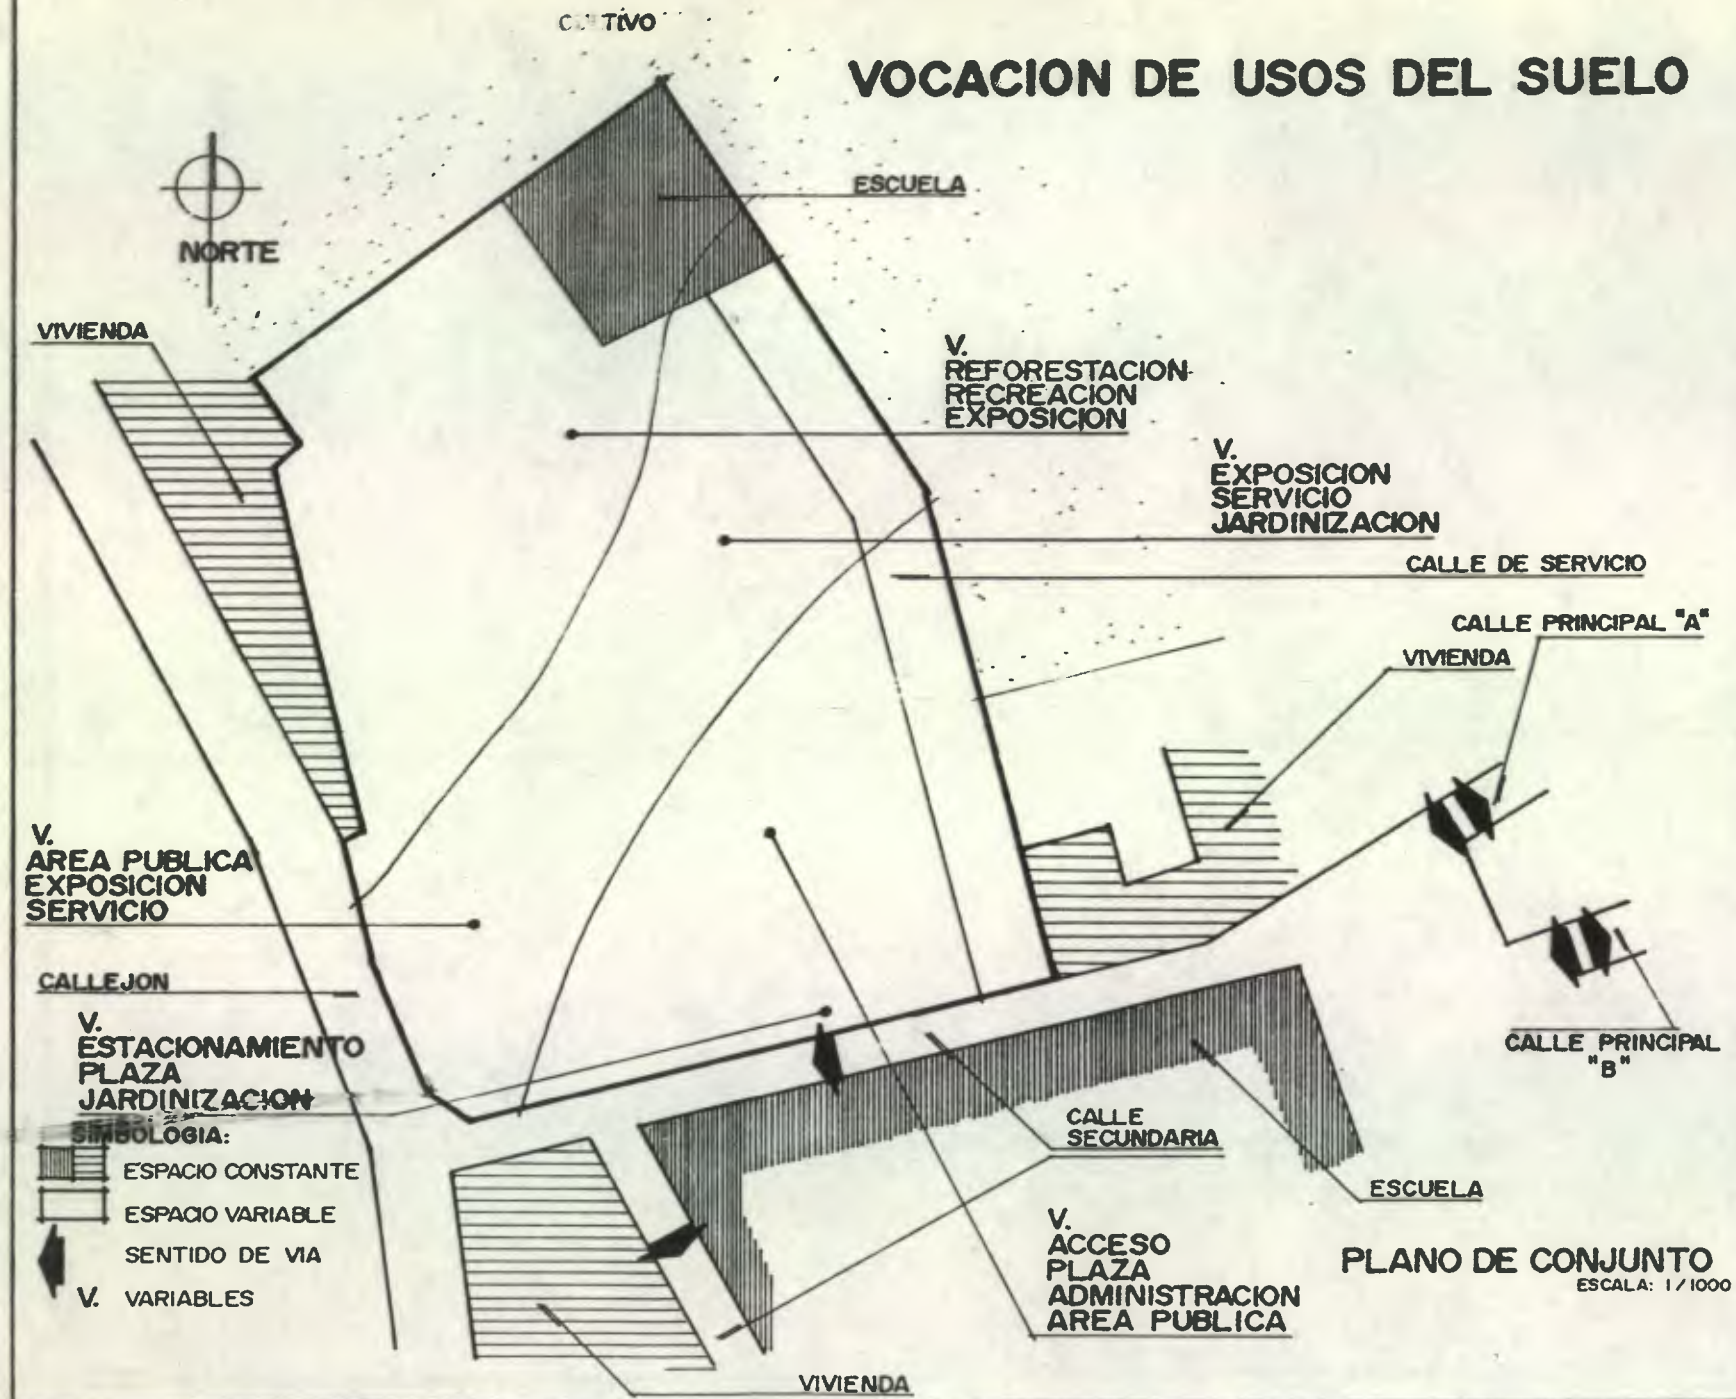 VOCACION DE USOS DEL SUELO
ESCUELA
NORTE
VIVIENDA
V.
REFORESTACION
RECREACION
EXPOSICION
V.
EXPOSICION
SERVICIO
JARDINIZACION
CALLE DE SERVICIO
CALLE PRINCIPAL "A"
VIVIENDA
V.
AREA PUBLICA
EXPOSICION
SERVICIO
CALLEJON
V.
ESTACIONAMIENTO
PLAZA
JARDINIZACION
CALLE PRINCIPAL
"B"
CALLE
SECUNDARIA
ESCUELA
SIMBOLOGIA:
ESPACIO CONSTANTE
ESPACIO VARIABLE
SENTIDO DE VIA
V. VARIABLES
V.
ACCESO
PLAZA
ADMINISTRACION
AREA PUBLICA
PLANO DE CONJUNTO
ESCALA: 1/1000
VIVIENDA